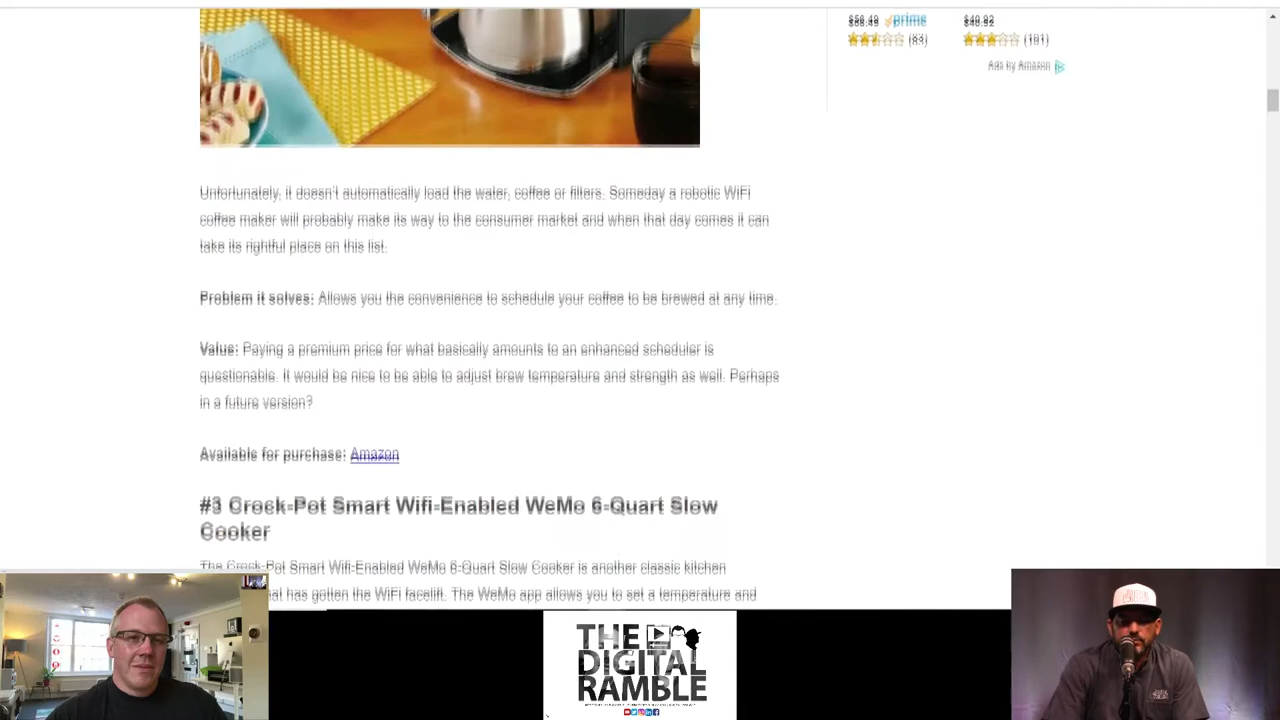 $58.49 prime
(83)
$40.92
(101)
Ads by Amazon
Unfortunately, it doesn't automatically load the water, coffee or filters. Someday a robotic WiFi
coffee maker will probably make its way to the consumer market and when that day comes it can
take its rightful place on this list.
Problem it solves: Allows you the convenience to schedule your coffee to be brewed at any time.
Value: Paying a premium price for what basically amounts to an enhanced scheduler is
questionable. It would be nice to be able to adjust brew temperature and strength as well. Perhaps
in a future version?
Available for purchase: Amazon
#3 Crock-Pot Smart Wifi-Enabled WeMo 6-Quart Slow
Cooker
The Crock-Pot Smart Wifi-Enabled WeMo 6-Quart Slow Cooker is another classic kitchen
has gotten the WiFi facelift. The WeMo app allows you to set a temperature and
THE
DIGITAL
RAMBLE